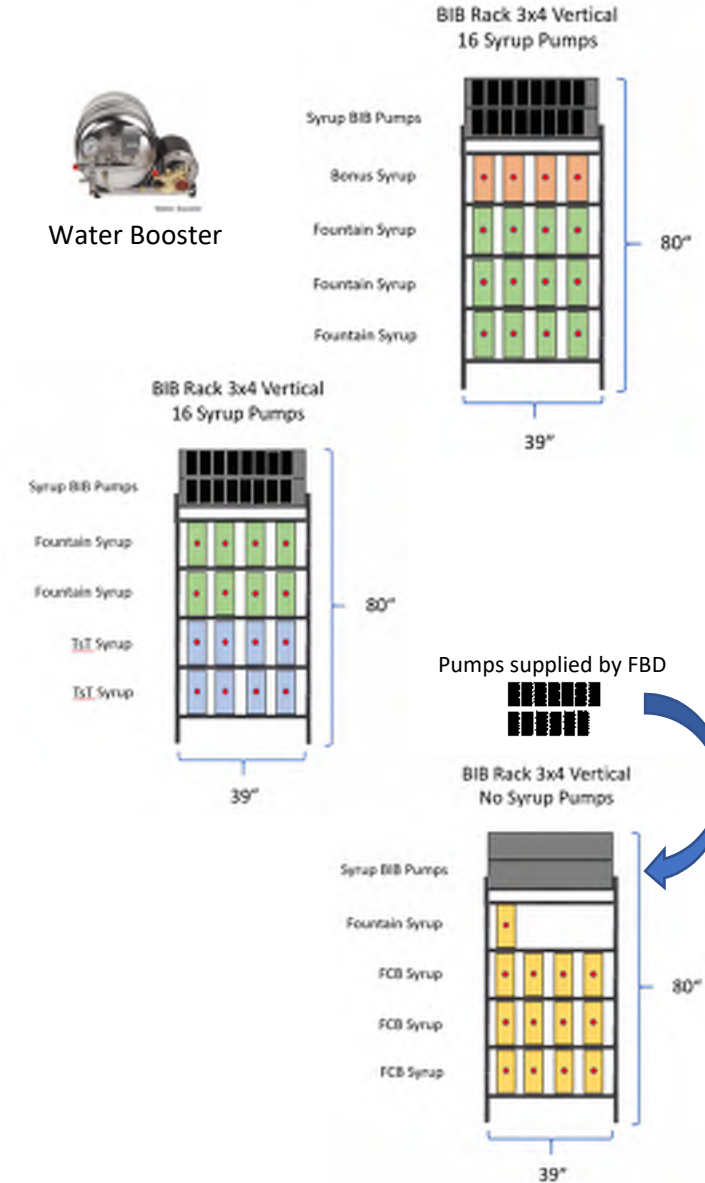 BIB Rack 3x4 Vertical
16 Syrup Pumps
Syrup BIB Pumps
Bonus Syrup
Fountain Syrup
Fountain Syrup
Fountain Syrup
80"
39"
Water Booster
Water Booster
BIB Rack 3x4 Vertical
16 Syrup Pumps
Syrup BIB Pumps
Fountain Syrup
Fountain Syrup
TsT Syrup
TsT Syrup
80"
39"
Pumps supplied by FBD
BIB Rack 3x4 Vertical
No Syrup Pumps
Syrup BIB Pumps
Fountain Syrup
FCB Syrup
FCB Syrup
FCB Syrup
80"
39"